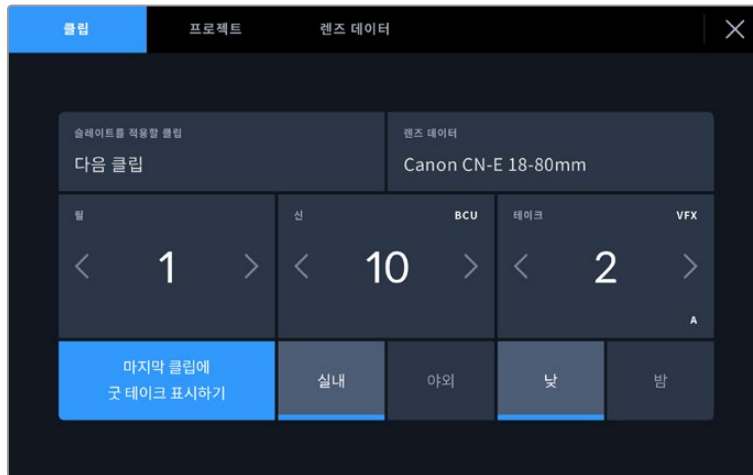 클립
프로젝트
렌즈 데이터
슬레이트를 적용할 클립
다음 클립
렌즈 데이터
Canon CN-E 18-80mm
릴
1
신
BCU
10
테이크
VFX
2
A
마지막 클립에
굿 테이크 표시하기
실내
야외
낮
밤